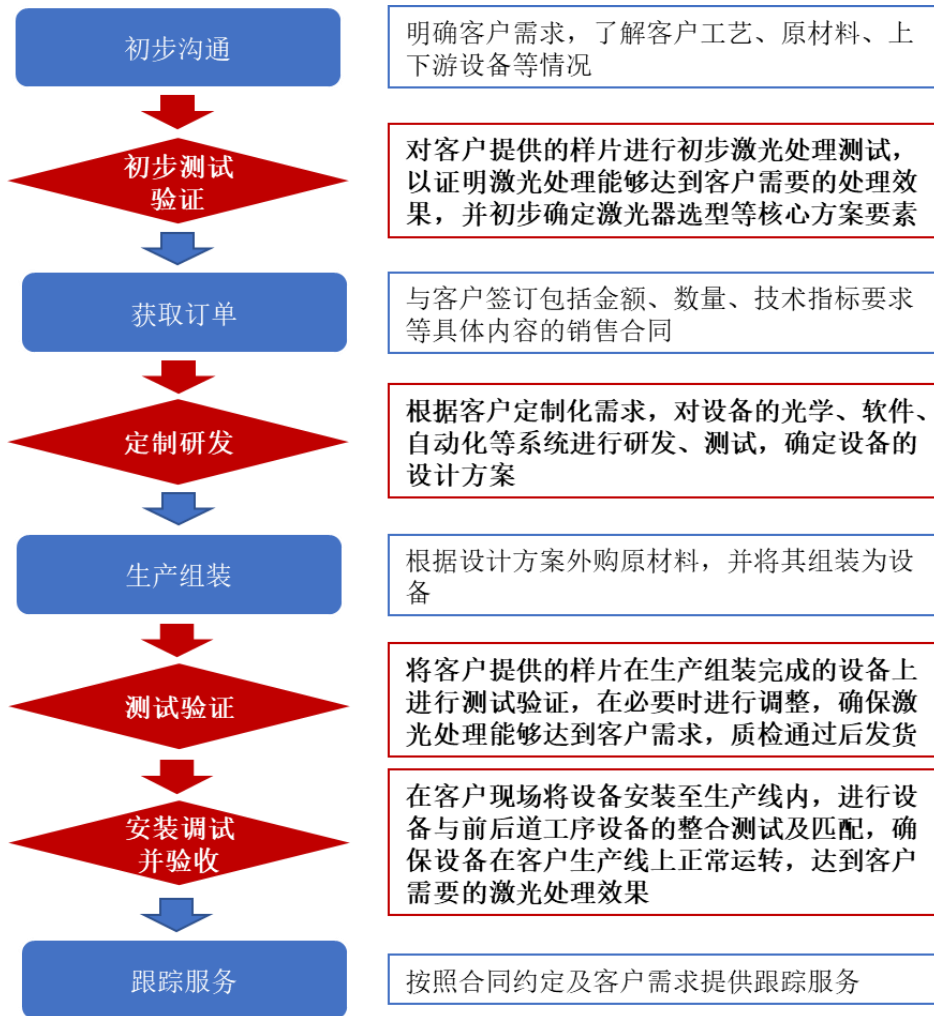 初步沟通
明确客户需求，了解客户工艺、原材料、上
下游设备等情况
初步测试
验证
对客户提供的样片进行初步激光处理测试，
以证明激光处理能够达到客户需要的处理效
果，并初步确定激光器选型等核心方案要素
获取订单
与客户签订包括金额、数量、技术指标要求
等具体内容的销售合同
定制研发
根据客户定制化需求，对设备的光学、软件、
自动化等系统进行研发、测试，确定设备的
设计方案
生产组装
根据设计方案外购原材料，并将其组装为设
备
测试验证
将客户提供的样片在生产组装完成的设备上
进行测试验证，在必要时进行调整，确保激
光处理能够达到客户需求，质检通过后发货
安装调试
并验收
在客户现场将设备安装至生产线内，进行设
备与前后道工序设备的整合测试及匹配，确
保设备在客户生产线上正常运转，达到客户
需要的激光处理效果
跟踪服务
按照合同约定及客户需求提供跟踪服务